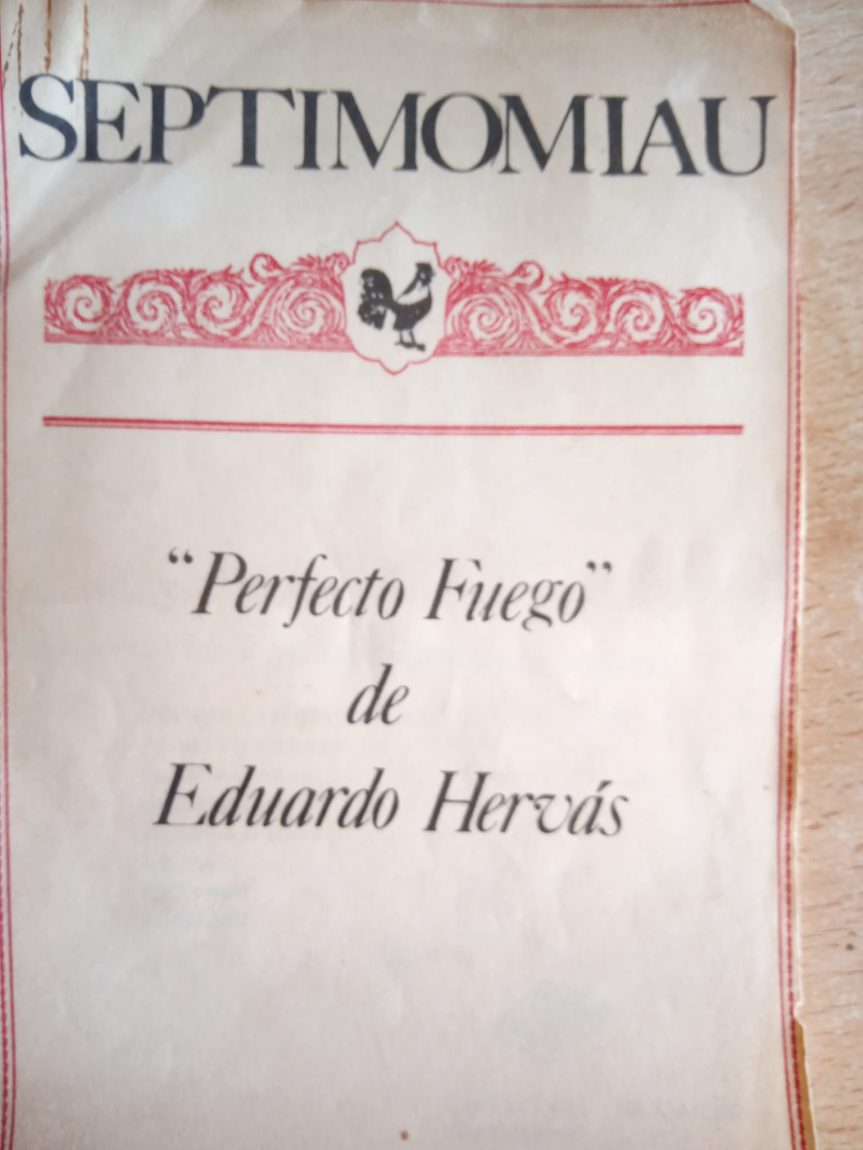 SEPTIMOMIAU
“Perfecto Fuego”
de
Eduardo Hervás